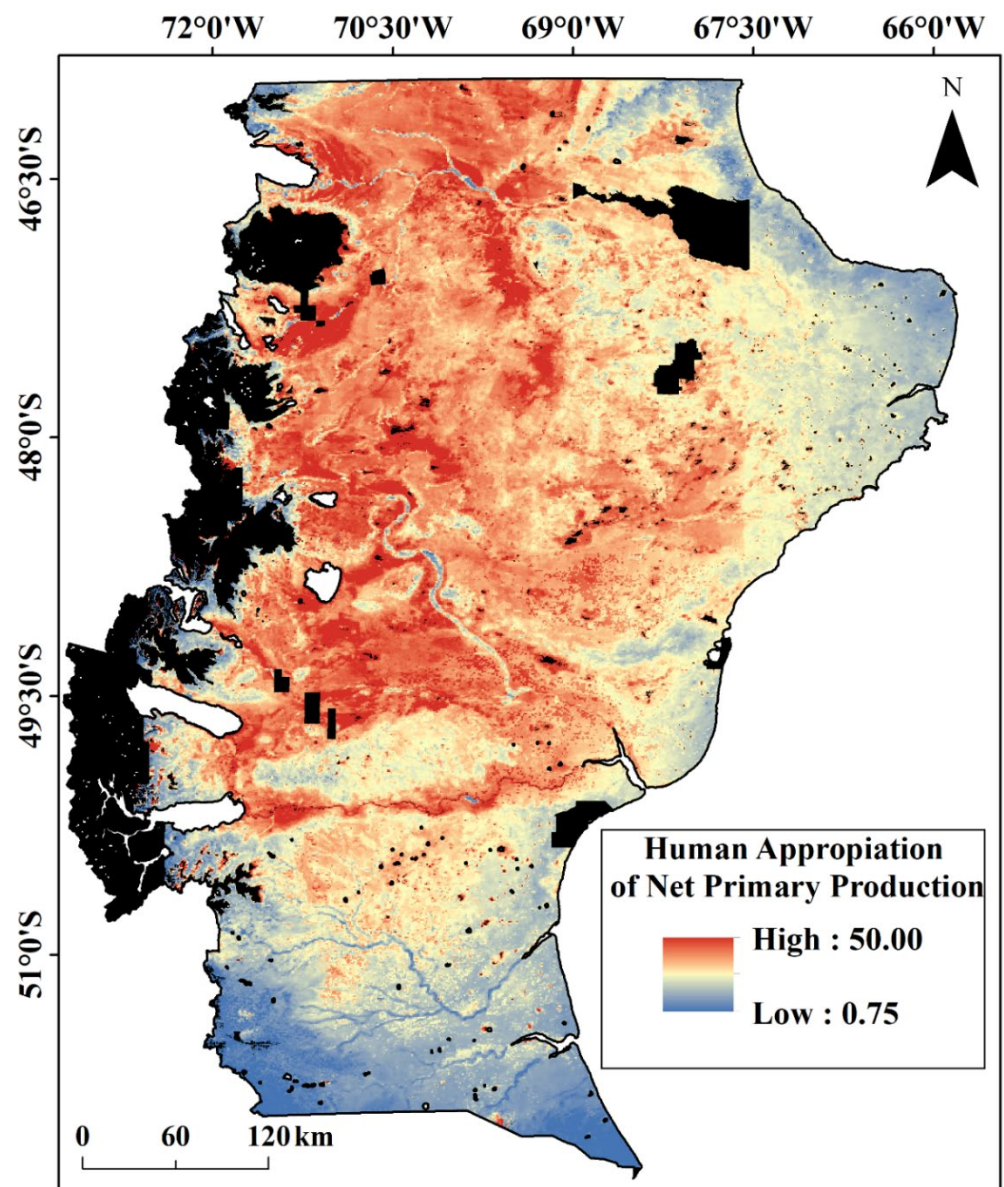 72°0'W 70°30'W 69°0'W 67°30'W 66°0'W
N
46°30'S
48°0'S
49°30'S
51°0'S
Human Appropiation
of Net Primary Production
High : 50.00
Low : 0.75
0 60 120 km